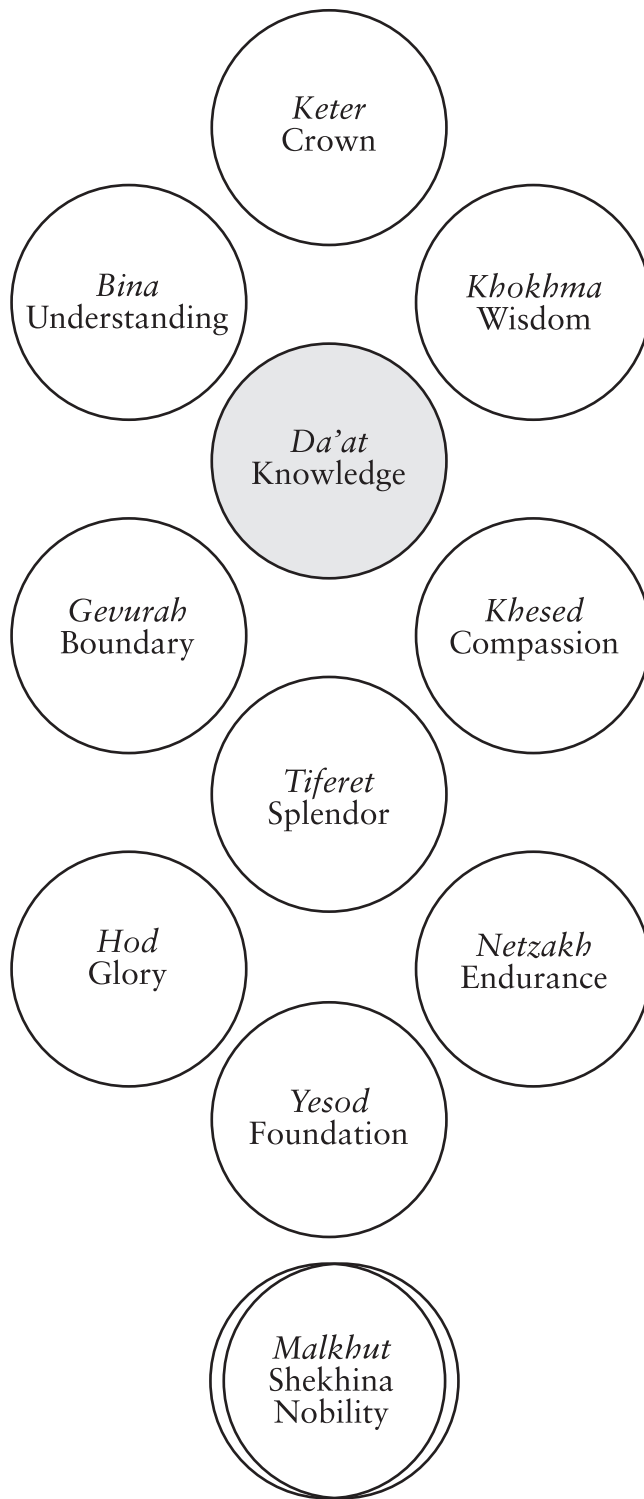 Keter
Crown
Bina
Understanding
Khokhma
Wisdom
Da’at
Knowledge
Gevurah
Boundary
Khesed
Compassion
Tiferet
Splendor
Hod
Glory
Netzakh
Endurance
Yesod
Foundation
Malkhut
Shekhina
Nobility